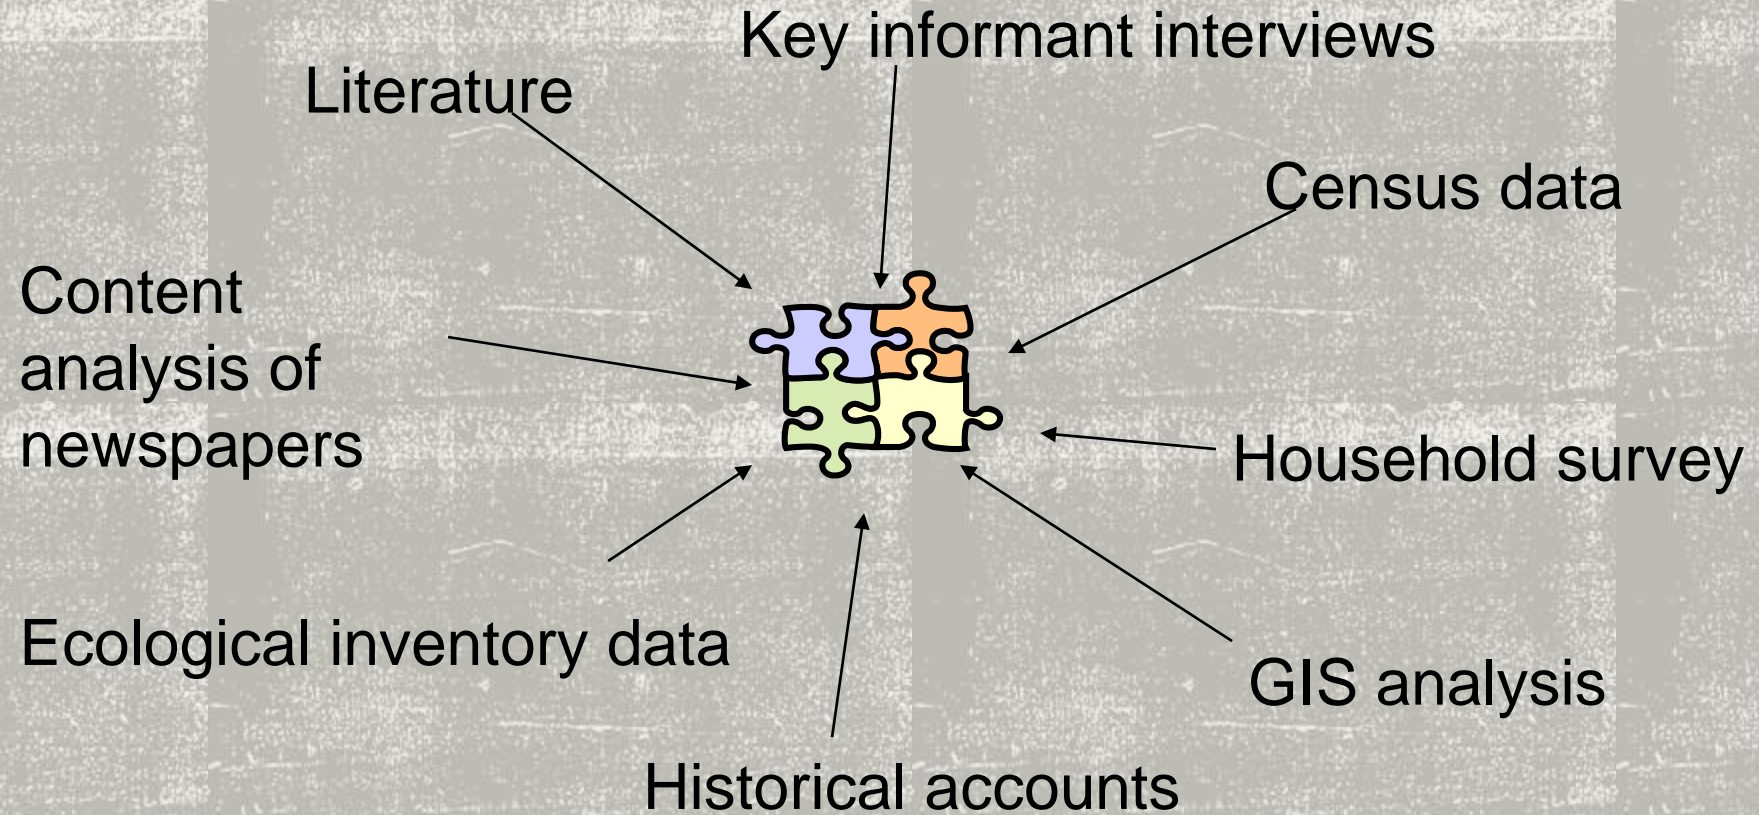 Key informant interviews
Literature
Census data
Content
analysis of
newspapers
Household survey
Ecological inventory data
GIS analysis
Historical accounts